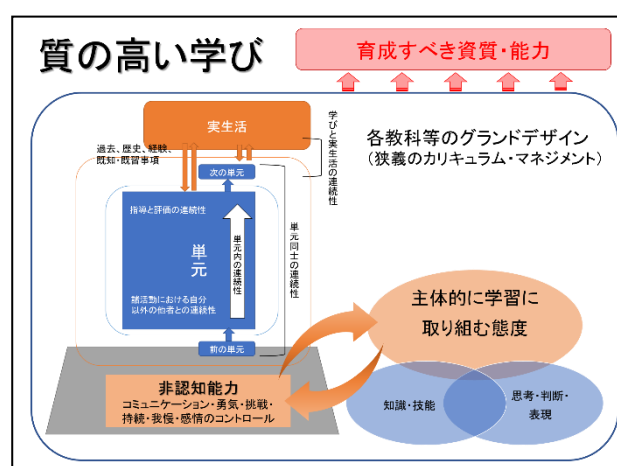 質の高い学び
育成すべき資質・能力
実生活
過去、歴史、経験、
既知・既習事項
学びと実生活の連続性
各教科等のグランドデザイン
（狭義のカリキュラム・マネジメント）
次の単元
指導と評価の連続性
単元
単元内の連続性
単元同士の連続性
諸活動における自分
以外の他者との連続性
前の単元
主体的に学習に
取り組む態度
非認知能力
コミュニケーション・勇気・挑戦・
持続・我慢・感情のコントロール
知識・技能
思考・判断・
表現